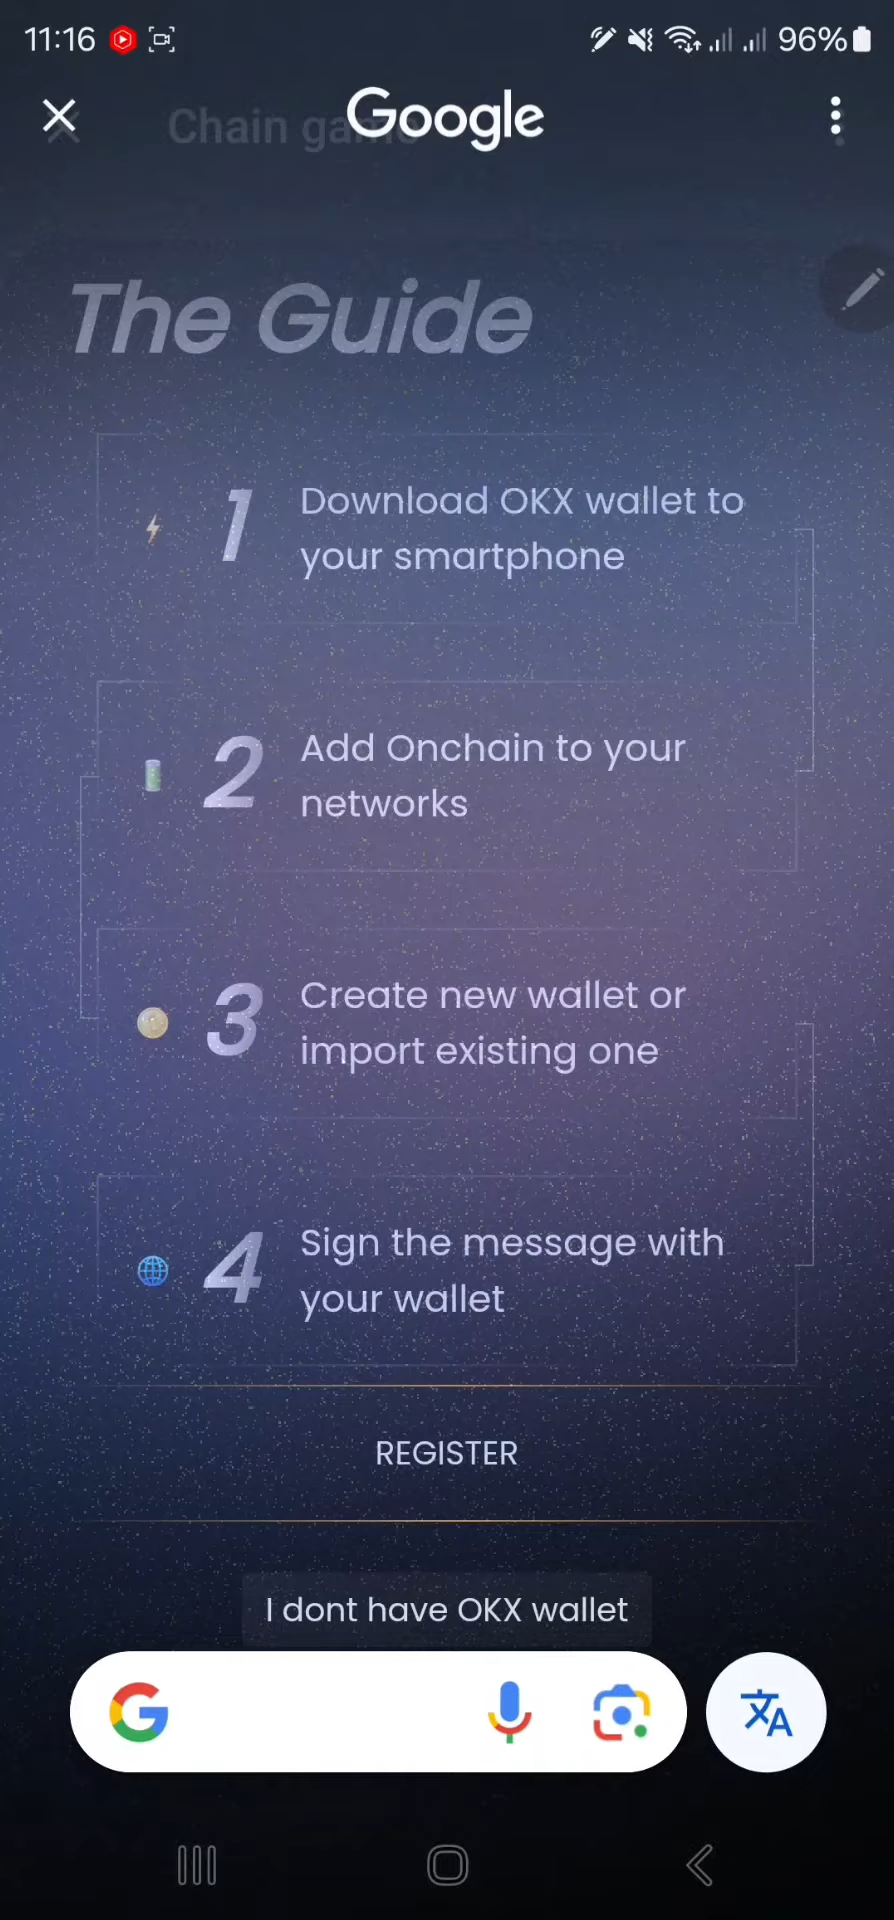 11:16
96%
Chain game
Google
The Guide
1
Download OKX wallet to
your smartphone
2
Add Onchain to your
networks
3
Create new wallet or
import existing one
4
Sign the message with
your wallet
REGISTER
I dont have OKX wallet